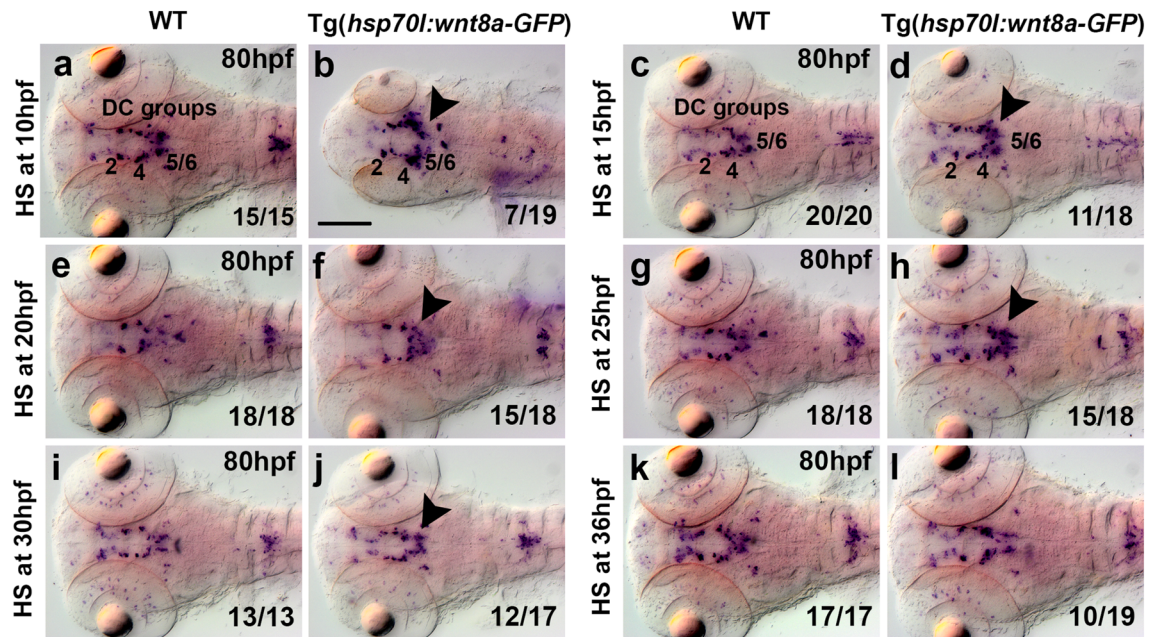 WT
Tg(hsp70l:wnt8a-GFP)
WT
Tg(hsp70l:wnt8a-GFP)
HS at 10hpf
a
80hpf
DC groups
2
4
5/6
15/15
b
2
4
5/6
7/19
HS at 15hpf
c
80hpf
DC groups
2
4
5/6
20/20
d
2
4
5/6
11/18
HS at 20hpf
e
80hpf
18/18
f
15/18
HS at 25hpf
g
80hpf
18/18
h
15/18
HS at 30hpf
i
80hpf
13/13
j
12/17
HS at 36hpf
k
80hpf
17/17
l
10/19